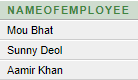 NAMEOFEMPLOYEE
Mou Bhat
Sunny Deol
Aamir Khan